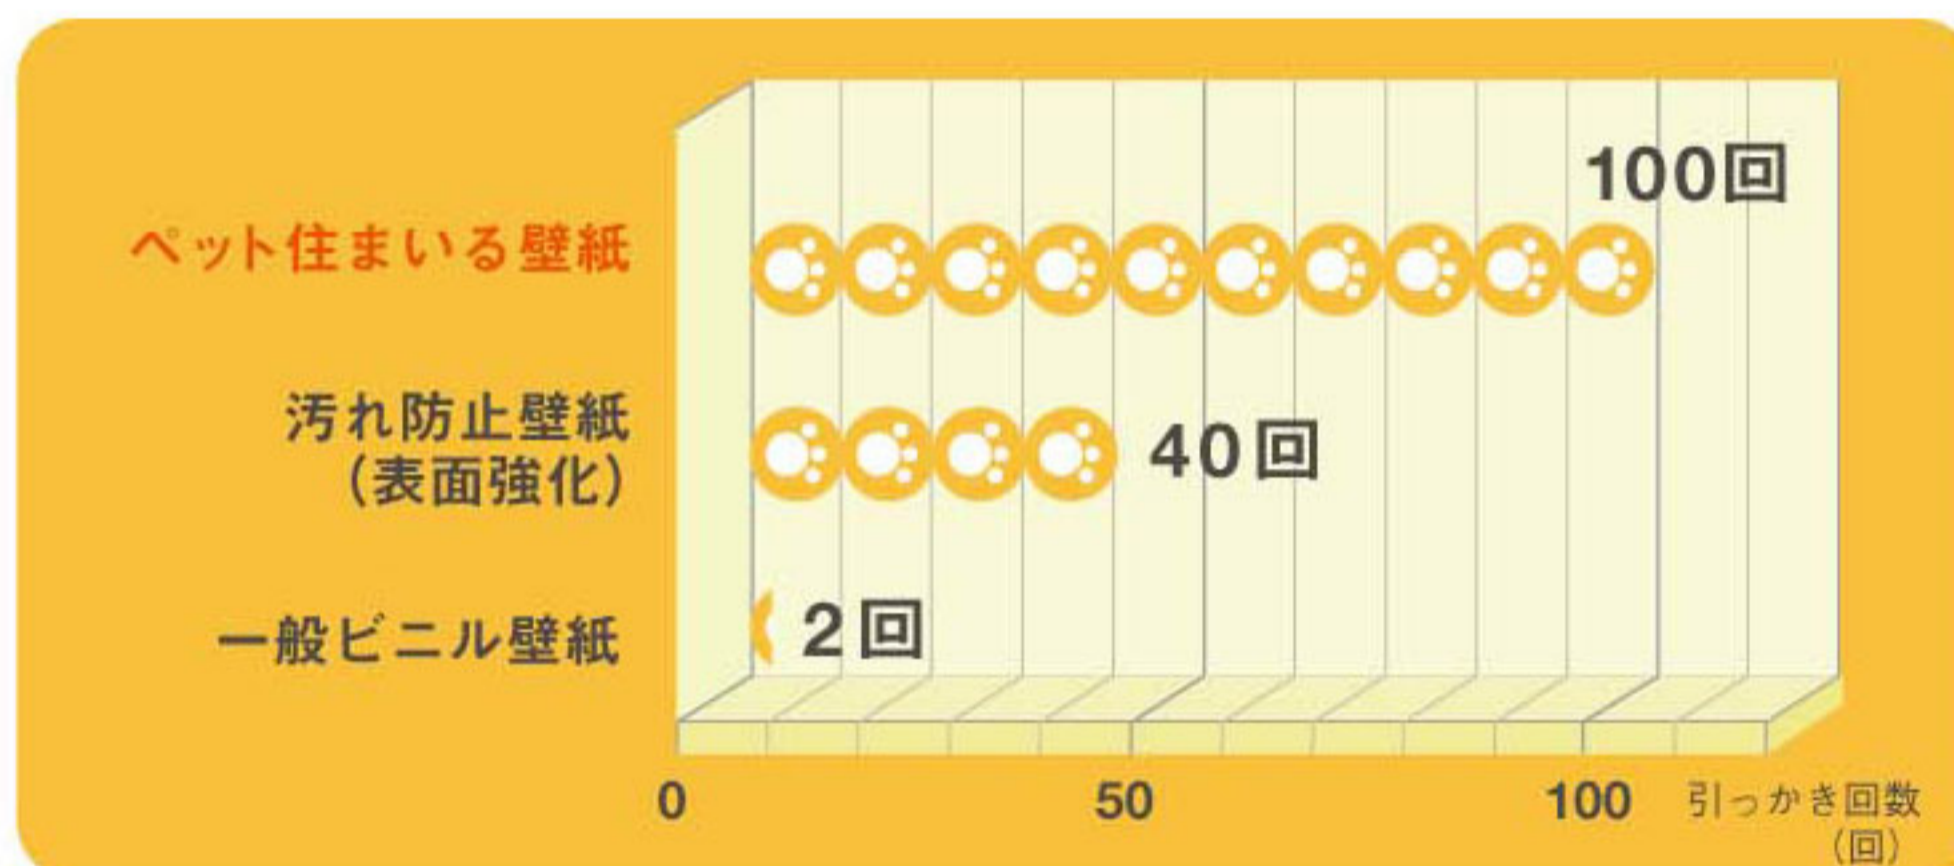 100回
ペット住まいる壁紙
汚れ防止壁紙
（表面強化）
40回
一般ビニル壁紙
2回
0
50
100
引っかき回数
（回）